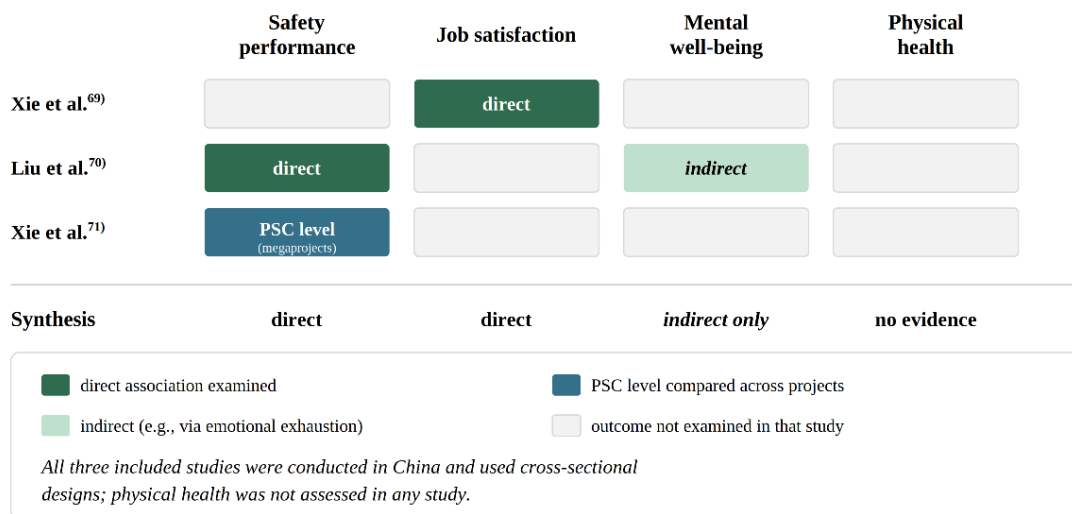 Safety performance
Job satisfaction
Mental well-being
Physical health
Xie et al.69)
direct
Liu et al.70)
direct
indirect
Xie et al.71)
PSC level
(megaprojects)
Synthesis
direct
direct
indirect only
no evidence
direct association examined
PSC level compared across projects
indirect (e.g., via emotional exhaustion)
outcome not examined in that study
All three included studies were conducted in China and used cross-sectional
designs; physical health was not assessed in any study.